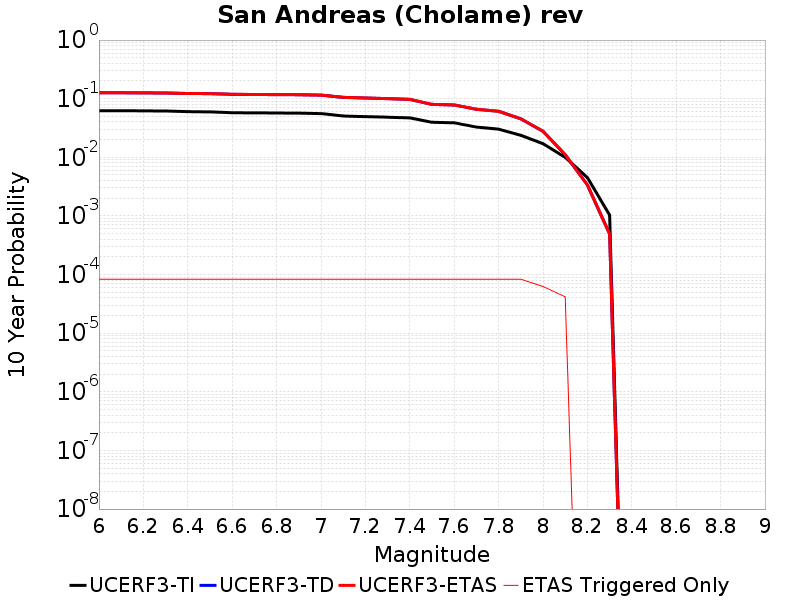 San Andreas (Cholame) rev
10 Year Probability
10^0
10^-1
10^-2
10^-3
10^-4
10^-5
10^-6
10^-7
10^-8
6 6.2 6.4 6.6 6.8 7 7.2 7.4 7.6 7.8 8 8.2 8.4 8.6 8.8 9
Magnitude
UCERF3-TI UCERF3-TD UCERF3-ETAS ETAS Triggered Only